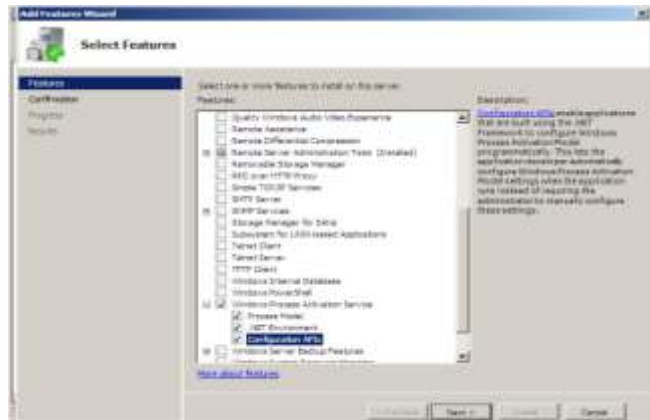 Add Features Wizard
Select Features
Features
Confirmation
Progress
Results
Select one or more features to install on this server.
Features:
Quality Windows Audio Video Experience
Remote Assistance
Remote Differential Compression
Remote Server Administration Tools (Installed)
Removable Storage Manager
RPC over HTTP Proxy
Simple TCP/IP Services
SMTP Server
SNMP Services
Storage Manager for SANs
Subsystem for UNIX-based Applications
Telnet Client
Telnet Server
TFTP Client
Windows Internal Database
Windows PowerShell
Windows Process Activation Service
Process Model
.NET Environment
Configuration APIs
Windows Server Backup Features
Windows System Resource Manager
More about features
Description:
Configuration APIs enable applications
that are built using the .NET
Framework to configure Windows
Process Activation Model
programmatically. This lets the
application developer automatically
configure Windows Process Activation
Model settings when the application
runs instead of requiring the
administrator to manually configure
these settings.
< Previous
Next >
Install
Cancel